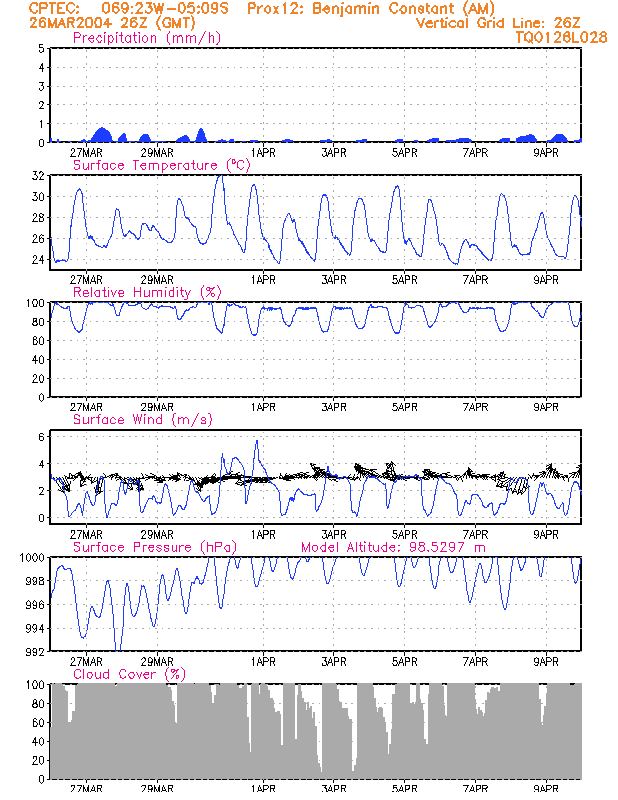 CPTEC: 069:23W-05:09S Prox12: Benjamin Constant (AM)
26MAR2004 26Z (GMT) Vertical Grid Line: 26Z
Precipitation (mm/h) TQ0126L028
5
4
3
2
1
0
27MAR 29MAR 1APR 3APR 5APR 7APR 9APR
Surface Temperature (ºC)
32
30
28
26
24
27MAR 29MAR 1APR 3APR 5APR 7APR 9APR
Relative Humidity (%)
100
80
60
40
20
0
27MAR 29MAR 1APR 3APR 5APR 7APR 9APR
Surface Wind (m/s)
6
4
2
0
27MAR 29MAR 1APR 3APR 5APR 7APR 9APR
Surface Pressure (hPa) Model Altitude: 98.5297 m
1000
998
996
994
992
27MAR 29MAR 1APR 3APR 5APR 7APR 9APR
Cloud Cover (%)
100
80
60
40
20
0
27MAR 29MAR 1APR 3APR 5APR 7APR 9APR